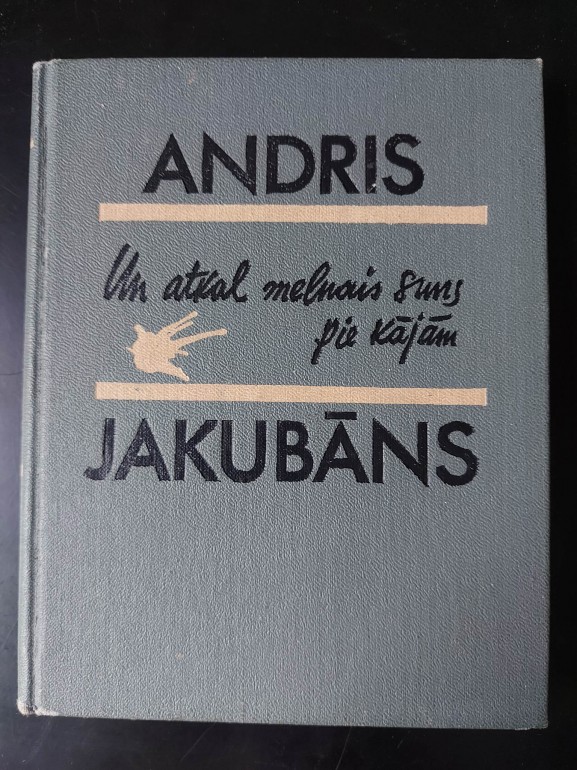 ANDRIS
Un atkal melnais suns
pie kājām
JAKUBĀNS